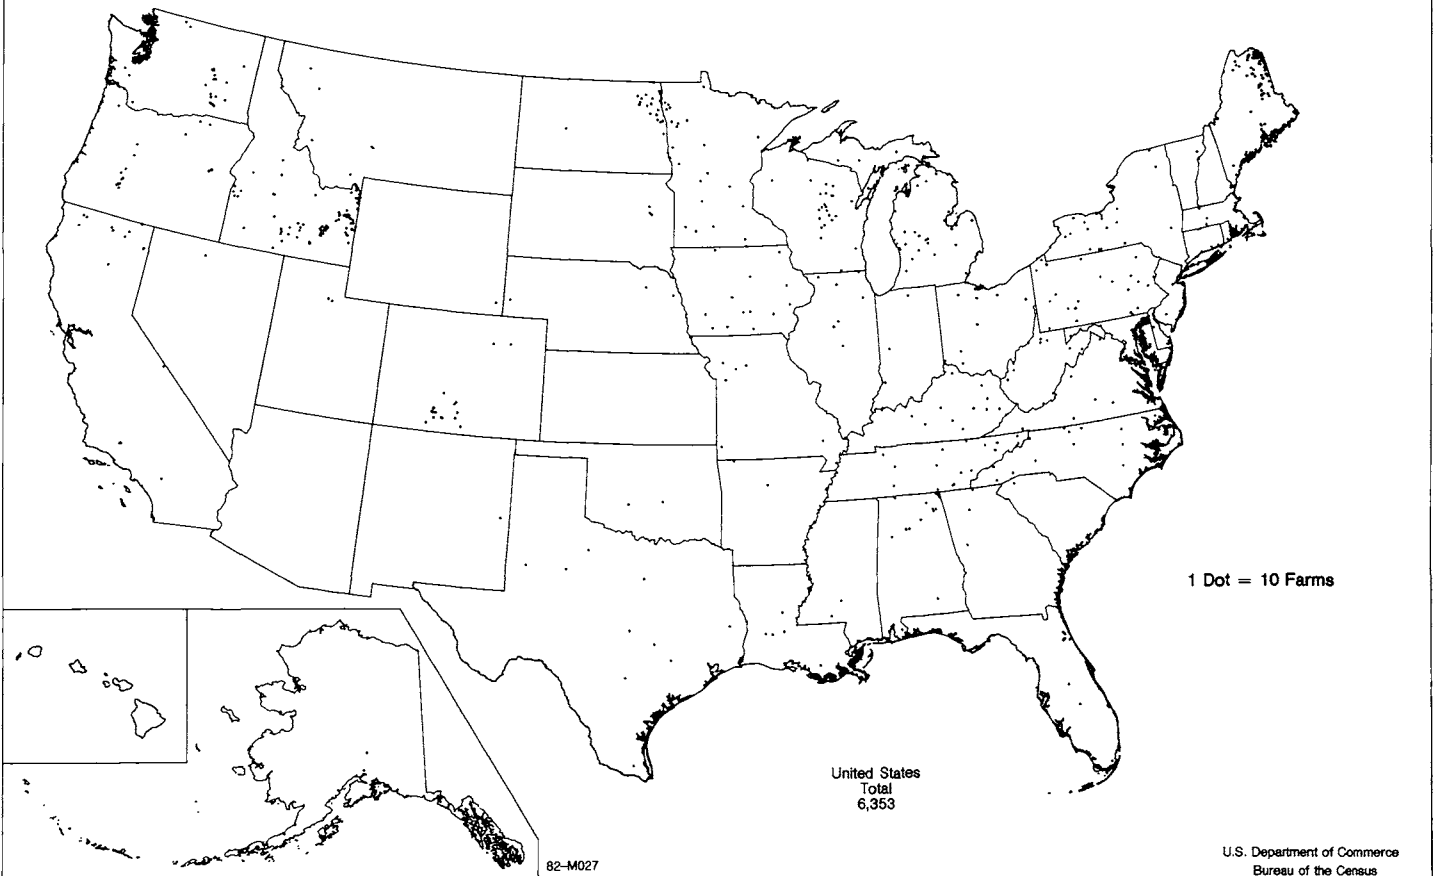 1 Dot = 10 Farms
United States
Total
6,353
82-M027
U.S. Department of Commerce
Bureau of the Census